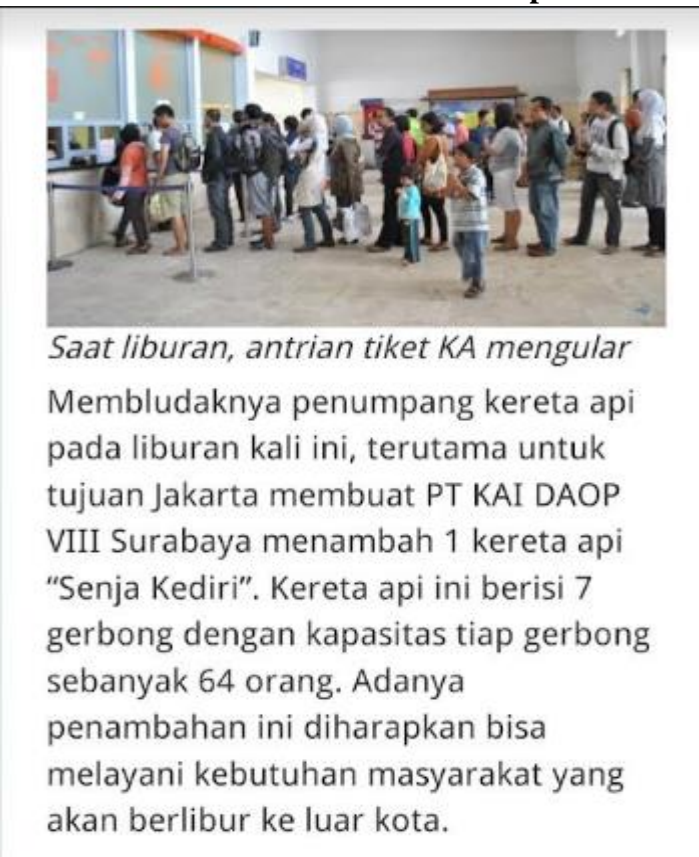 Saat liburan, antrian tiket KA mengular
Membludaknya penumpang kereta api
pada liburan kali ini, terutama untuk
tujuan Jakarta membuat PT KAI DAOP
VIII Surabaya menambah 1 kereta api
“Senja Kediri”. Kereta api ini berisi 7
gerbong dengan kapasitas tiap gerbong
sebanyak 64 orang. Adanya
penambahan ini diharapkan bisa
melayani kebutuhan masyarakat yang
akan berlibur ke luar kota.